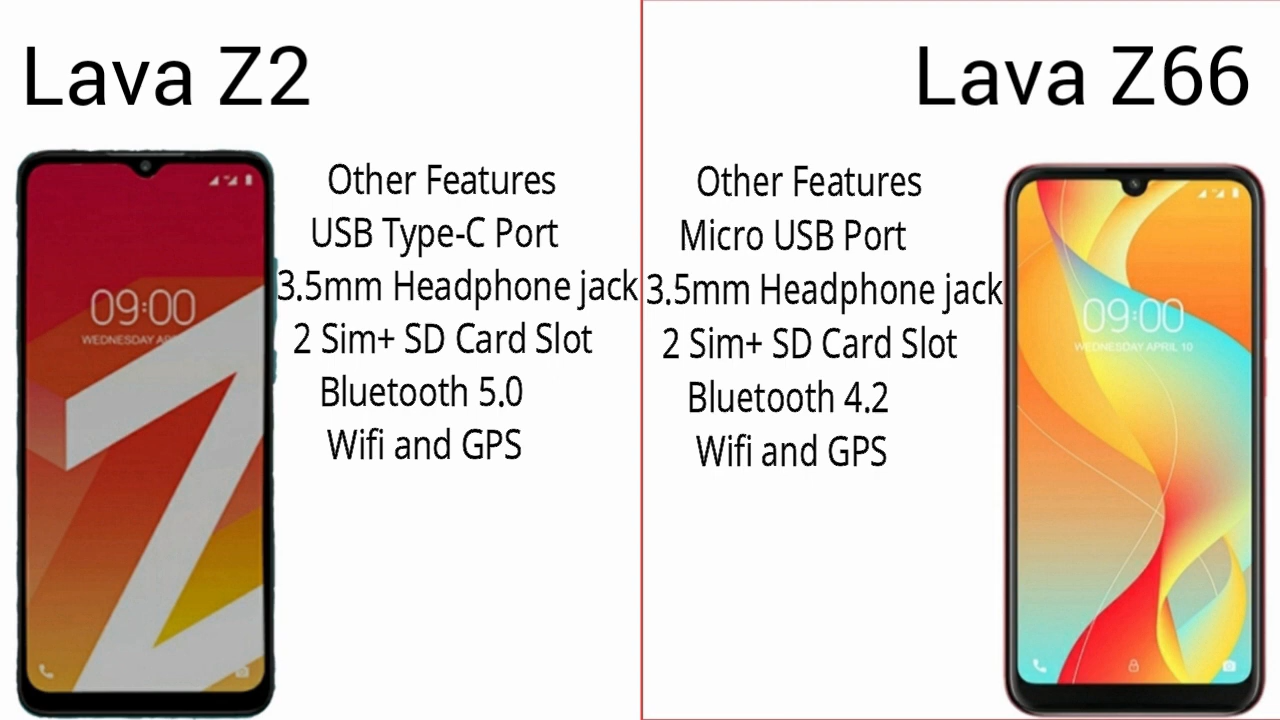 Lava Z2
Other Features
USB Type-C Port
3.5mm Headphone jack
2 Sim+ SD Card Slot
Bluetooth 5.0
Wifi and GPS
09:00
WEDNESDAY
Lava Z66
Other Features
Micro USB Port
3.5mm Headphone jack
2 Sim+ SD Card Slot
Bluetooth 4.2
Wifi and GPS
09:00
WEDNESDAY APRIL 10